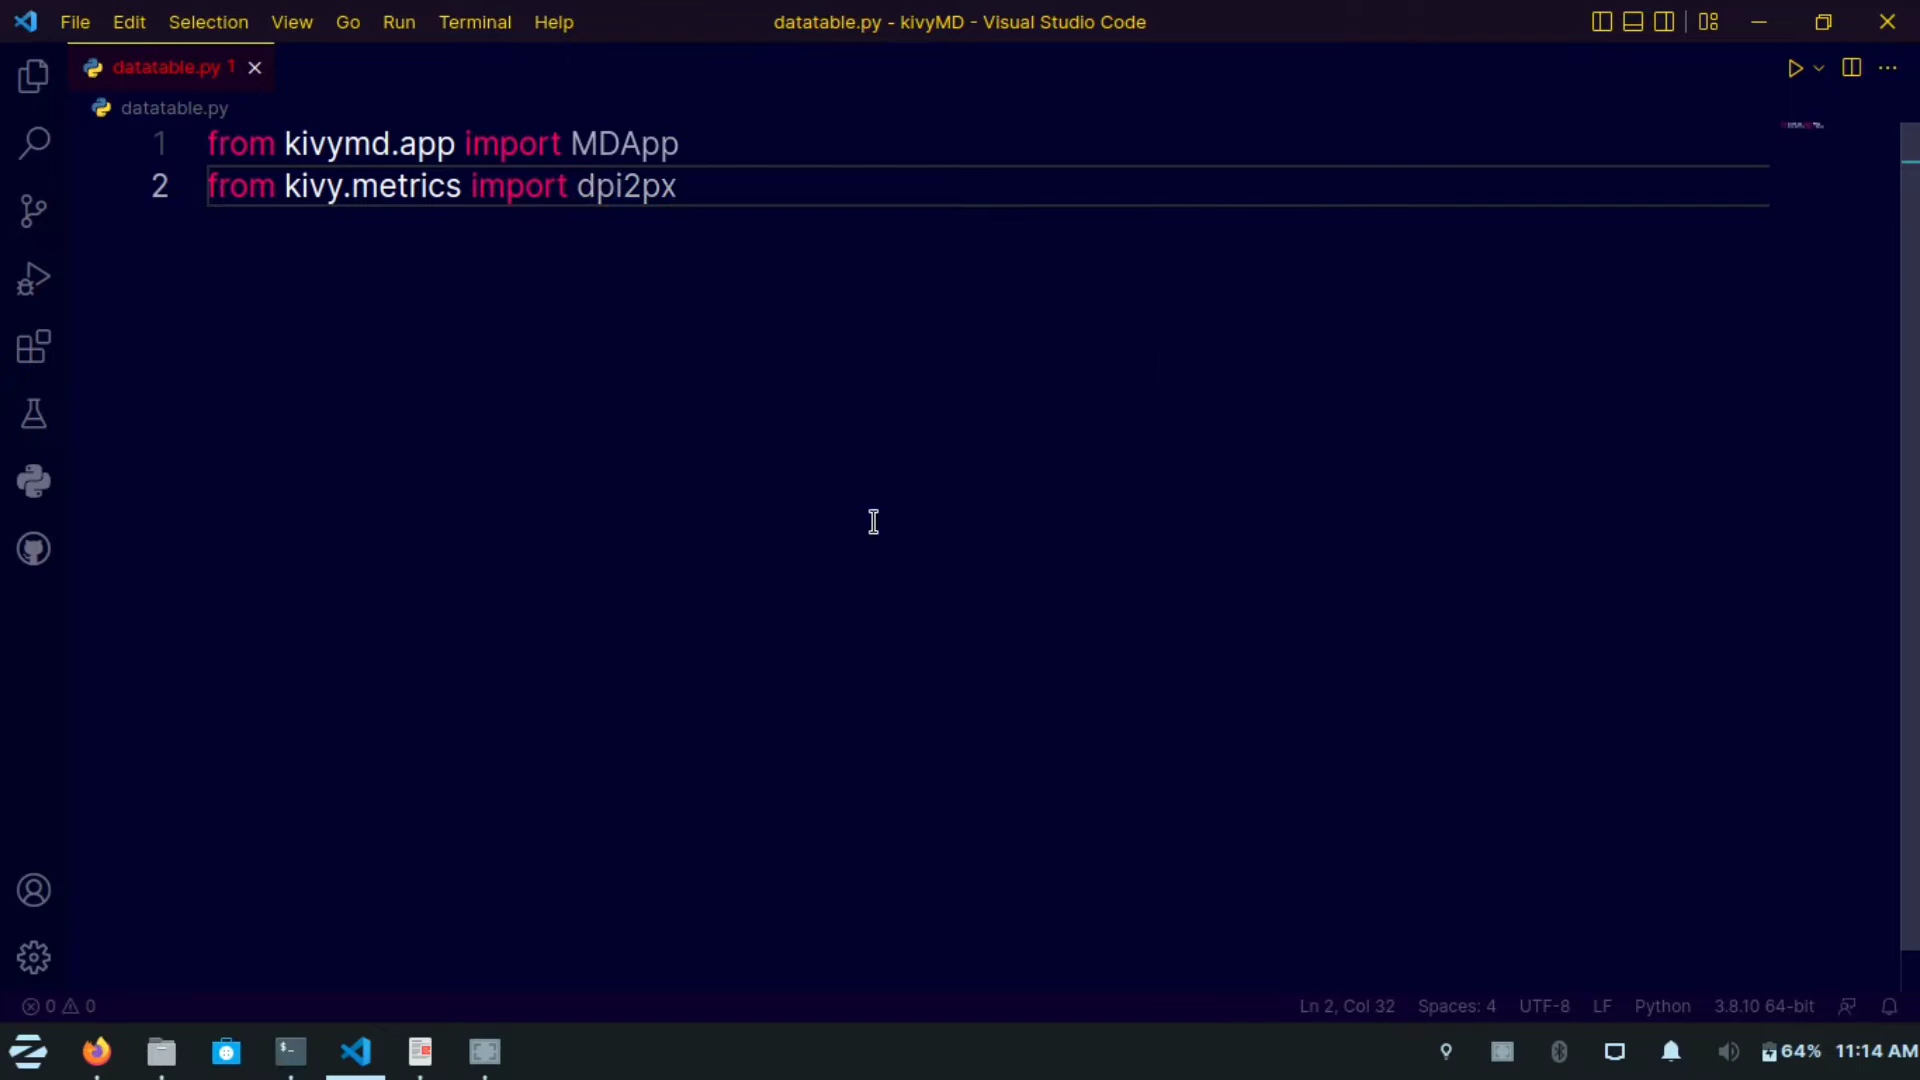 File Edit Selection View Go Run Terminal Help datatable.py - kivyMD - Visual Studio Code
datatable.py 1
datatable.py
1 from kivymd.app import MDApp
2 from kivy.metrics import dpi2px
0 0 Ln 2, Col 32 Spaces: 4 UTF-8 LF Python 3.8.10 64-bit
64% 11:14 AM